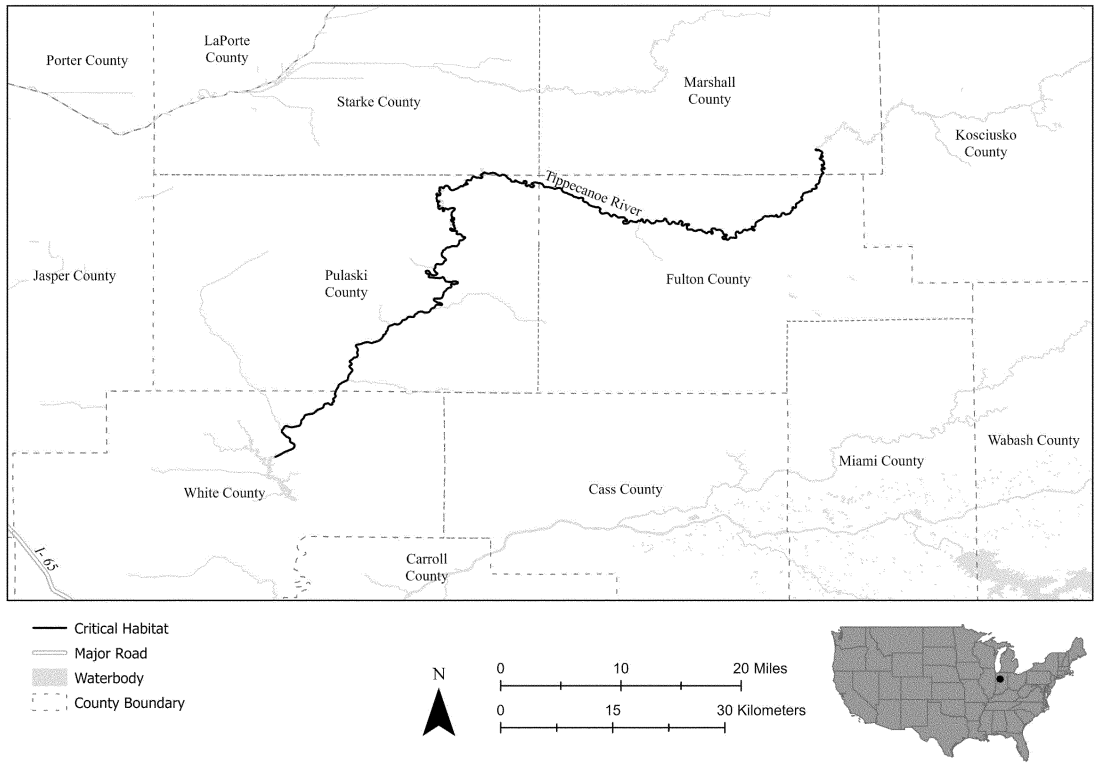 LaPorte
County
Porter County
Starke County
Marshall
County
Kosciusko
County
Tippecanoe River
Jasper County
Pulaski
County
Fulton County
White County
Cass County
Miami County
Wabash County
I-65
Carroll
County
Critical Habitat
Major Road
Waterbody
County Boundary
N
0 10 20 Miles
0 15 30 Kilometers